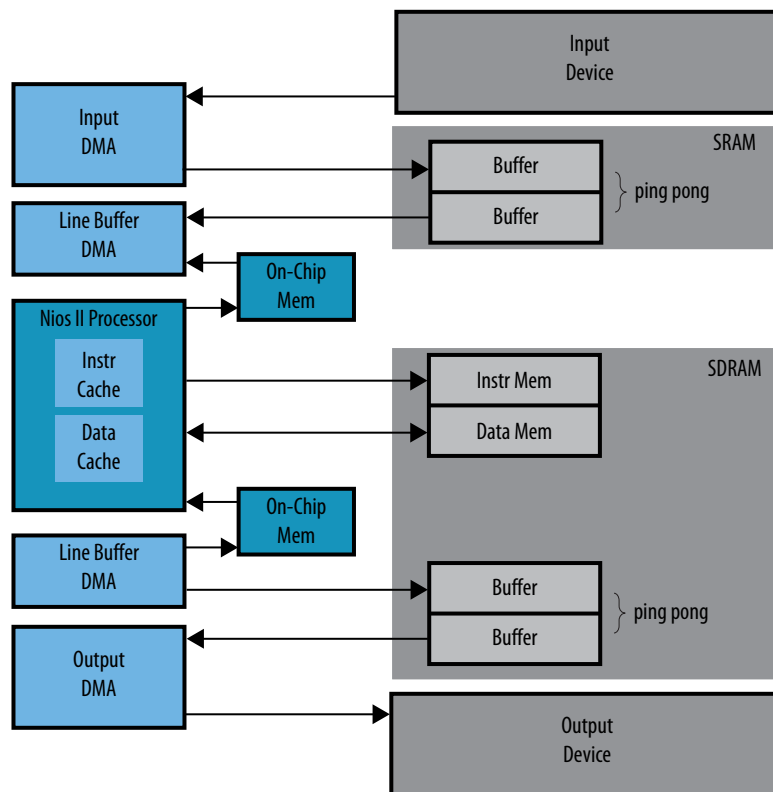 Input
Device
Input
DMA
SRAM
Buffer
ping pong
Buffer
Line Buffer
DMA
On-Chip
Mem
Nios II Processor
Instr
Cache
Data
Cache
SDRAM
Instr Mem
Data Mem
On-Chip
Mem
Line Buffer
DMA
Buffer
ping pong
Buffer
Output
DMA
Output
Device